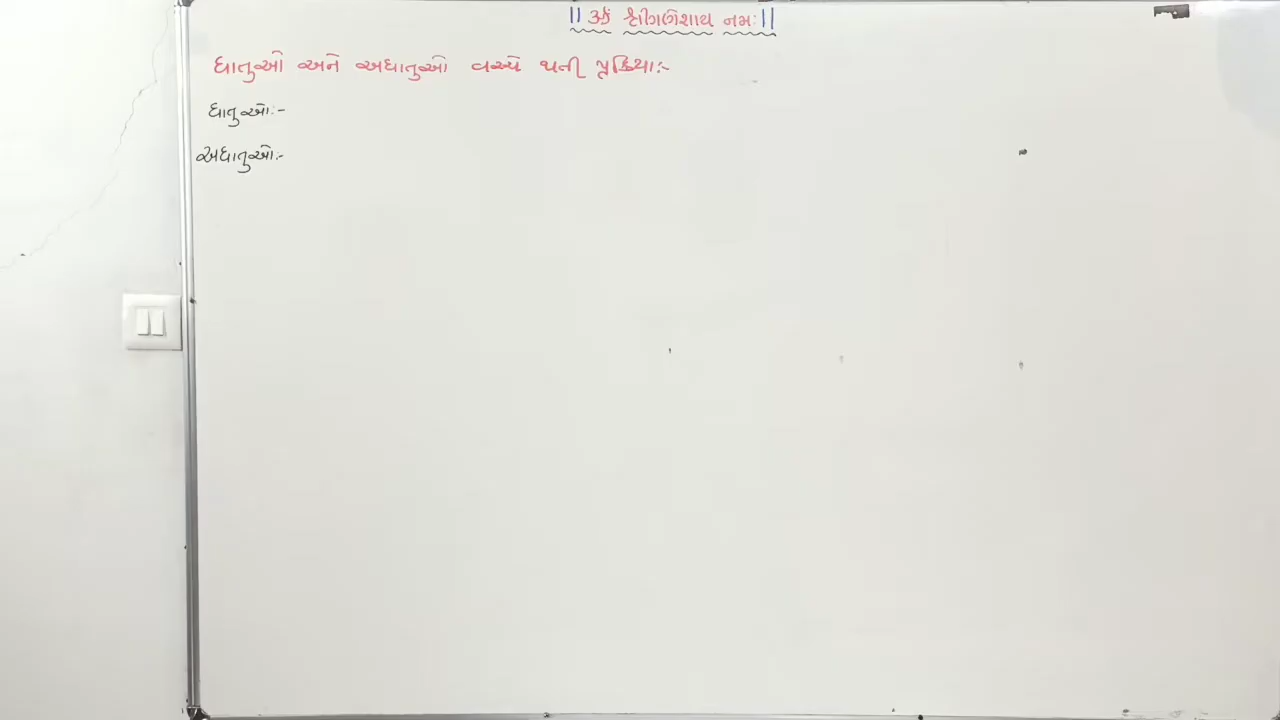 || ૐ શ્રીગણેશાય નમઃ ||
ધાતુઓ અને અધાતુઓ વચ્ચે થતી પ્રક્રિયા:-
ધાતુઓ:-
અધાતુઓ:-